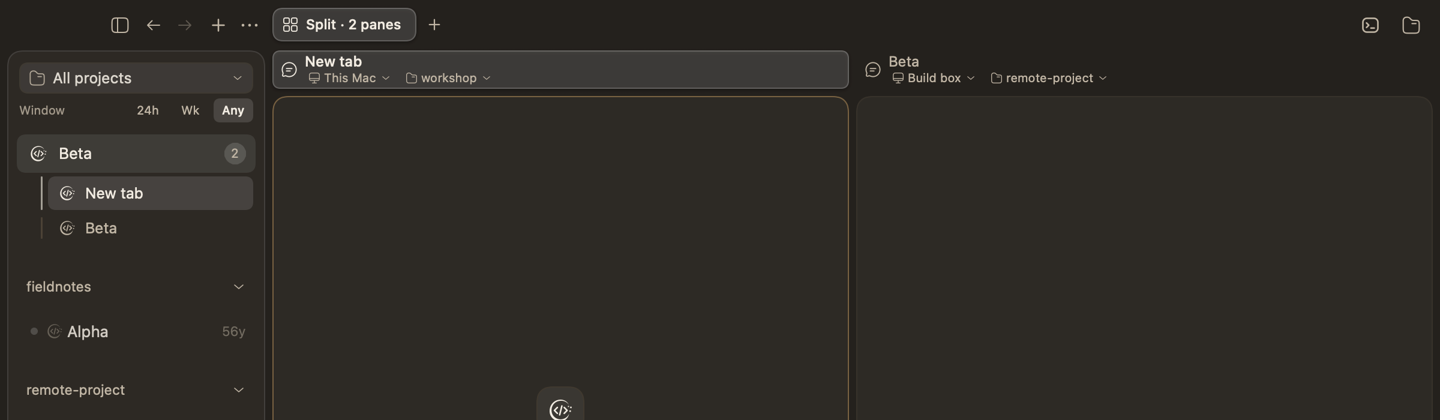 Split · 2 panes
All projects
Window 24h Wk Any
Beta 2
New tab
Beta
fieldnotes
Alpha 56y
remote-project
New tab
This Mac workshop
Beta
Build box remote-project